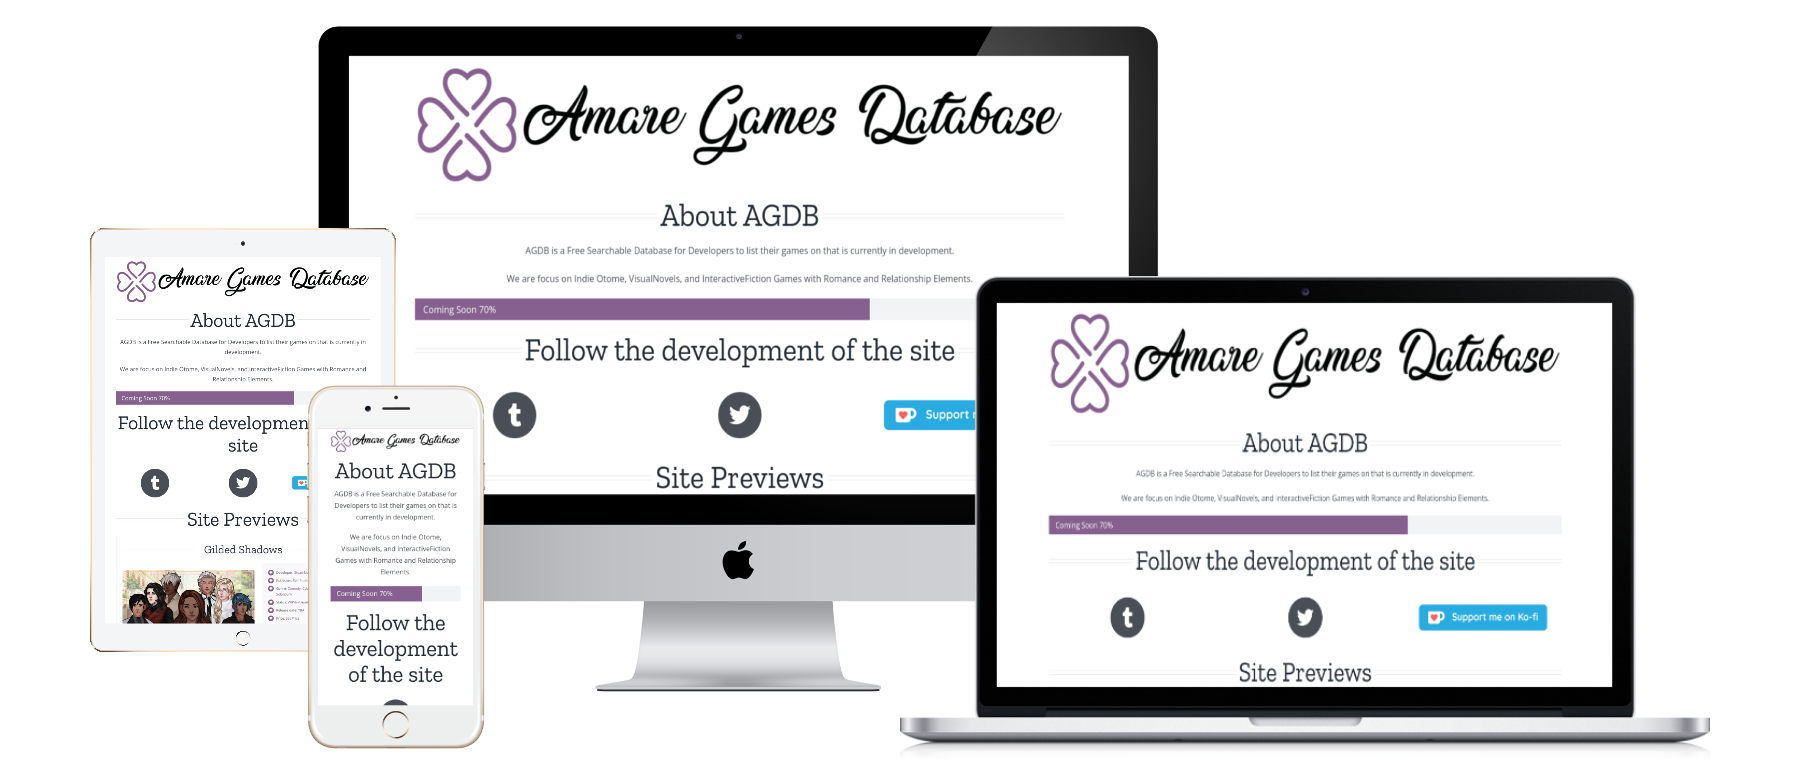 Amare Games Database
About AGDB
AGDB is a Free Searchable Database for Developers to list their games on that is currently in development.
We are focus on Indie Otome, VisualNovels, and InteractiveFiction Games with Romance and Relationship Elements.
Coming Soon 70%
Follow the development of the site
Support
Site Previews
Amare Games Database
About AGDB
AGDB is a Free Searchable Database for Developers to list their games on that is currently in
development.
We are focus on Indie Otome, VisualNovels, and InteractiveFiction Games with Romance and
Relationship Elements.
Coming Soon 70%
Follow the developmen
site
Site Previews
Gilded Shadows
Amare Games Database
About AGDB
AGDB is a Free Searchable Database for
Developers to list their games on that is
currently in development.
We are focus on Indie Otome,
VisualNovels, and InteractiveFiction
Games with Romance and Relationship
Elements.
Coming Soon 70%
Follow the
development
of the site
Amare Games Database
About AGDB
AGDB is a Free Searchable Database for Developers to list their games on that is currently in development.
We are focus on Indie Otome, VisualNovels, and InteractiveFiction Games with Romance and Relationship Elements.
Coming Soon 70%
Follow the development of the site
Support me on Ko-fi
Site Previews